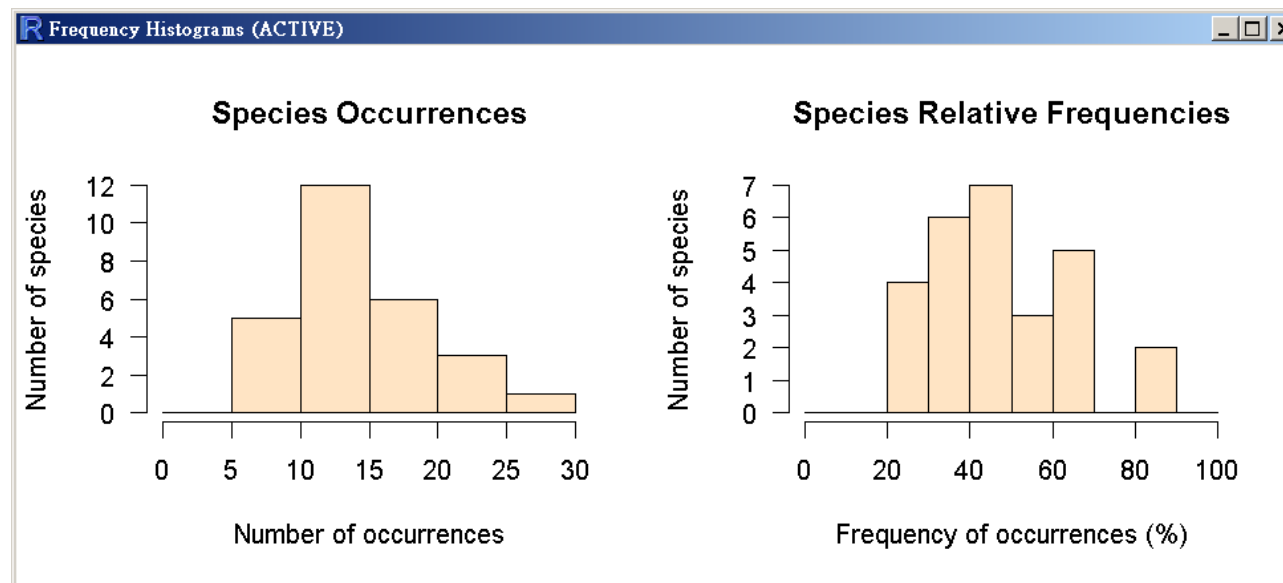 Frequency Histograms (ACTIVE)
Species Occurrences
Number of species
12
10
8
6
4
2
0
0 5 10 15 20 25 30
Number of occurrences
Species Relative Frequencies
Number of species
7
6
5
4
3
2
1
0
0 20 40 60 80 100
Frequency of occurrences (%)